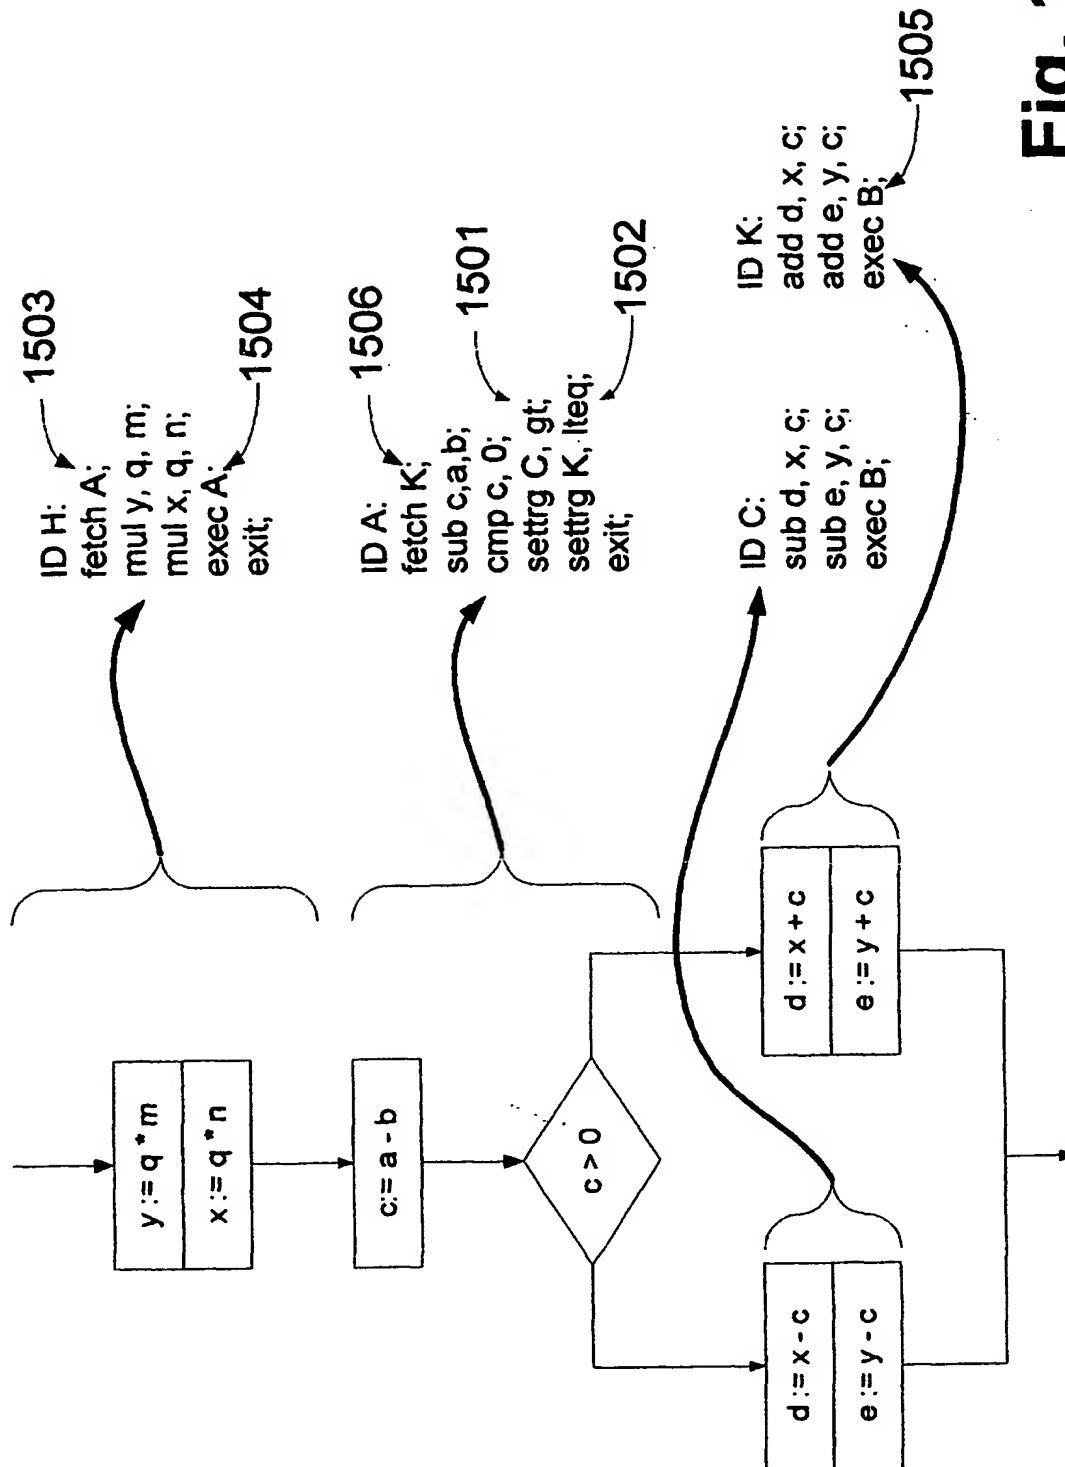 y := q * m
x := q * n
c := a - b
c > 0
d := x - c
e := y - c
d := x + c
e := y + c
ID H:
fetch A;
mul y, q, m;
mul x, q, n;
exec A;
exit;
1503
1504
ID A:
fetch K;
sub c,a,b;
cmp c, 0;
settrg C, gt;
settrg K, lteq;
exit;
1506
1501
1502
ID C:
sub d, x, c;
sub e, y, c;
exec B;
ID K:
add d, x, c;
add e, y, c;
exec B;
1505
Fig.